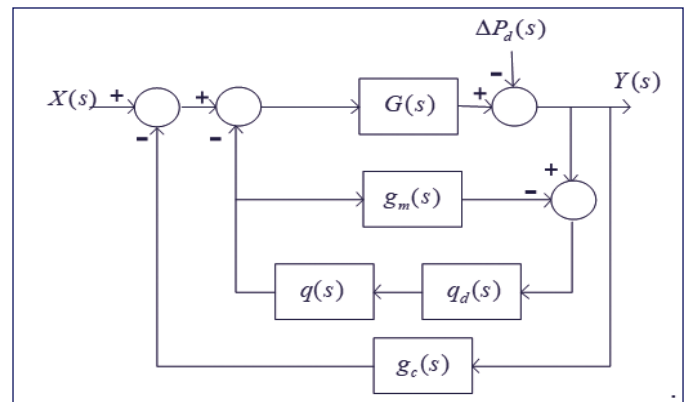 ΔP_d(s)
X(s) + + G(s) + - Y(s)
- -
g_m(s) - +
q(s) q_d(s)
g_c(s)
.